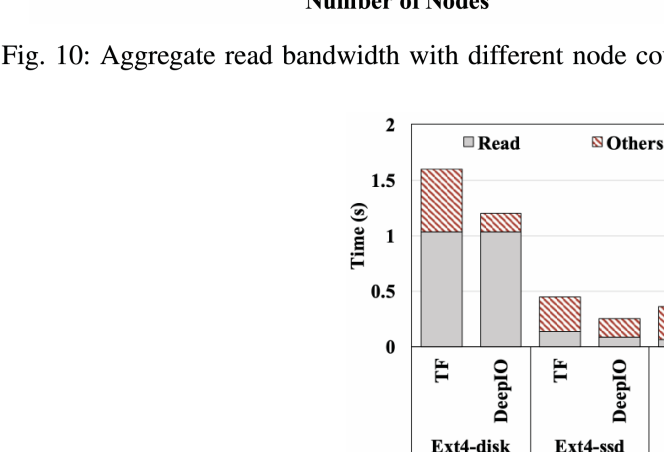 Number of Nodes
Fig. 10: Aggregate read bandwidth with different node
2
Read Others
1.5
Time (s)
1
0.5
0
TF DeepIO TF DeepIO
Ext4-disk Ext4-ssd